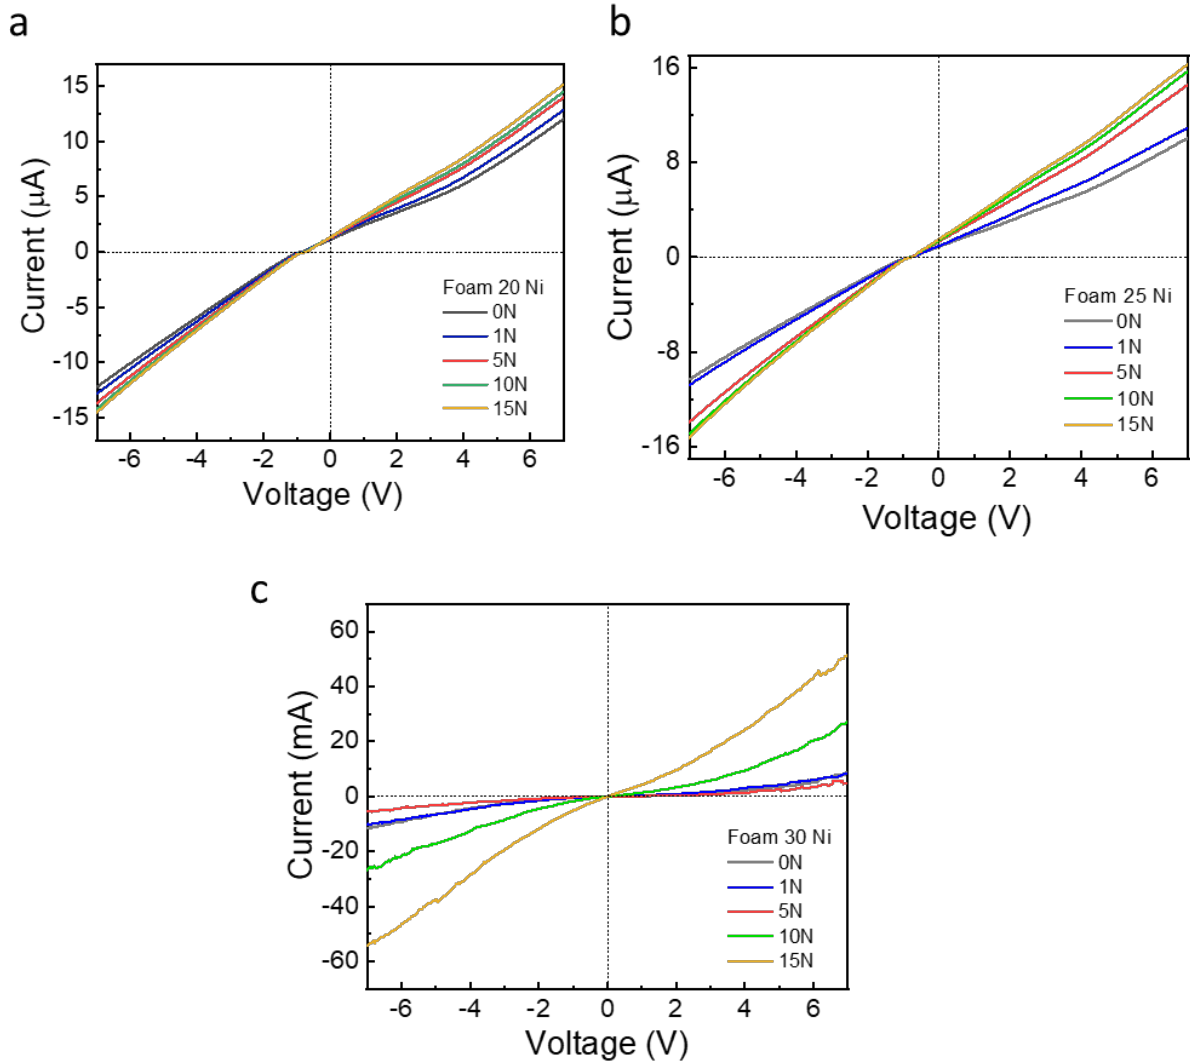 a
15
10
5
0
-5
-10
-15
Current (μA)
-6 -4 -2 0 2 4 6
Voltage (V)
Foam 20 Ni
0N
1N
5N
10N
15N
b
16
8
0
-8
-16
Current (μA)
-6 -4 -2 0 2 4 6
Voltage (V)
Foam 25 Ni
0N
1N
5N
10N
15N
c
60
40
20
0
-20
-40
-60
Current (mA)
-6 -4 -2 0 2 4 6
Voltage (V)
Foam 30 Ni
0N
1N
5N
10N
15N